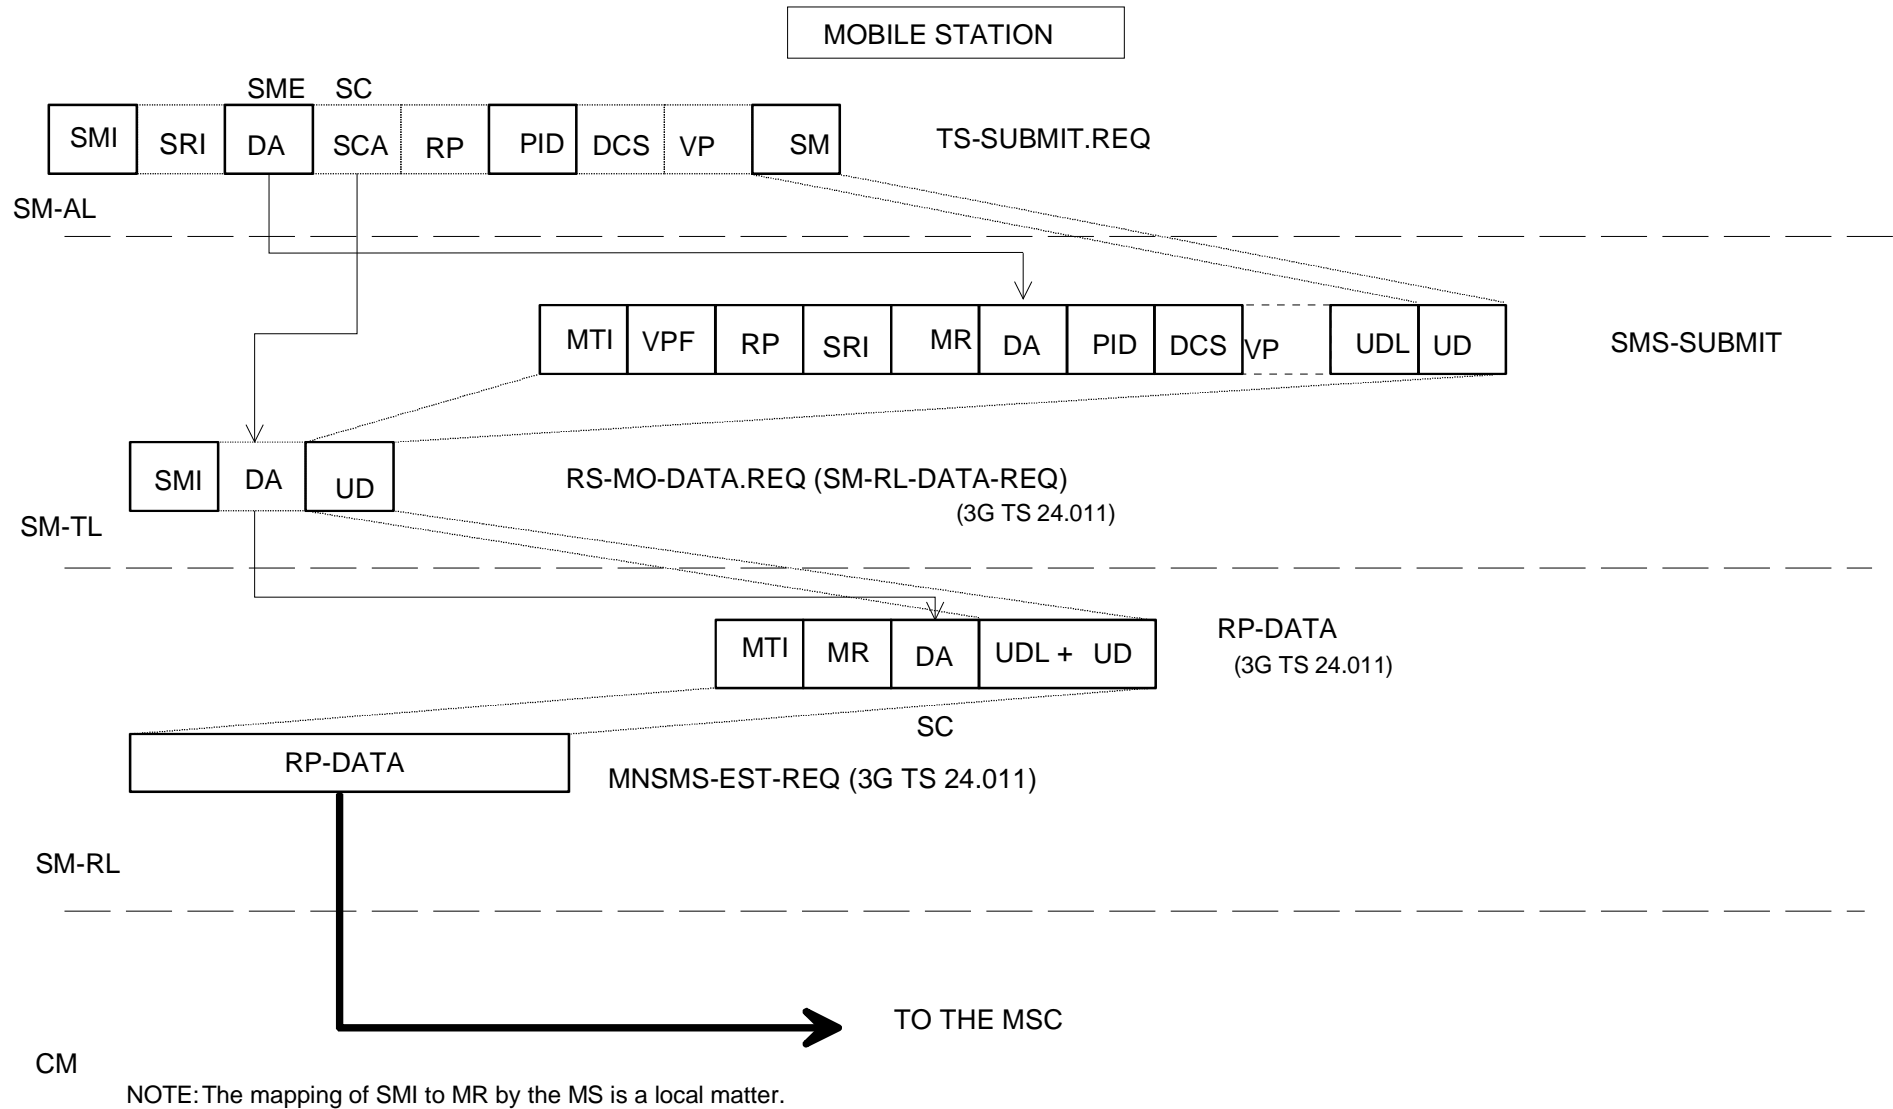 MOBILE STATION
SME SC
SMI SRI DA SCA RP PID DCS VP SM TS-SUBMIT.REQ
SM-AL
MTI VPF RP SRI MR DA PID DCS VP UDL UD SMS-SUBMIT
SMI DA UD RS-MO-DATA.REQ (SM-RL-DATA-REQ)
(3G TS 24.011)
SM-TL
MTI MR DA UDL + UD RP-DATA
(3G TS 24.011)
SC
RP-DATA MNSMS-EST-REQ (3G TS 24.011)
SM-RL
TO THE MSC
CM
NOTE: The mapping of SMI to MR by the MS is a local matter.